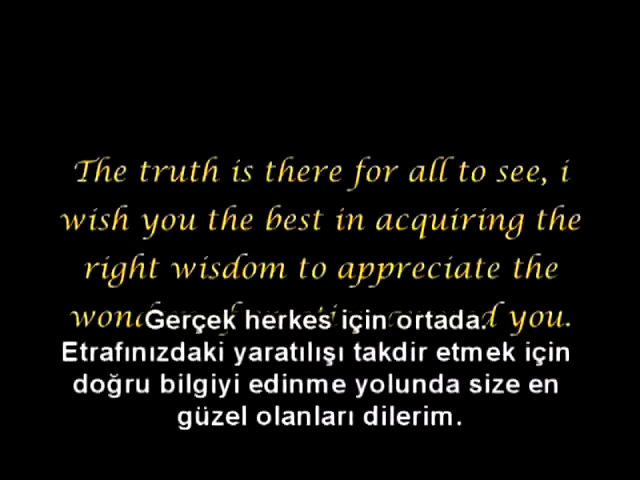 The truth is there for all to see, i
wish you the best in acquiring the
right wisdom to appreciate the
you.
Gerçek herkes için ortada.
Etrafınızdaki yaratılışı takdir etmek için
doğru bilgiyi edinme yolunda size en
güzel olanları dilerim.